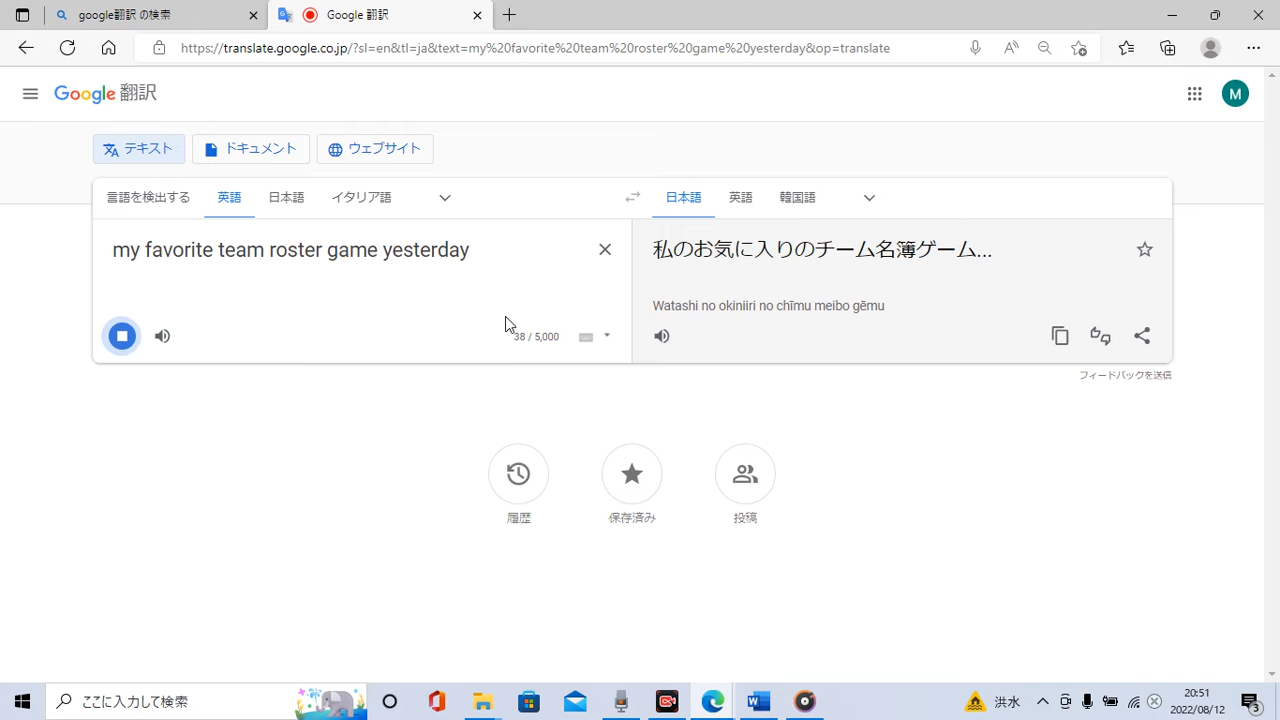 google翻訳 の検索
Google 翻訳
https://translate.google.co.jp/?sl=en&tl=ja&text=my%20favorite%20team%20roster%20game%20yesterday&op=translate
Google 翻訳
M
テキスト
ドキュメント
ウェブサイト
言語を検出する
英語
日本語
イタリア語
日本語
英語
韓国語
my favorite team roster game yesterday
私のお気に入りのチーム名簿ゲーム...
Watashi no okiniiri no chīmu meibo gēmu
38 / 5,000
フィードバックを送信
履歴
保存済み
投稿
ここに入力して検索
洪水
20:51
2022/08/12
3